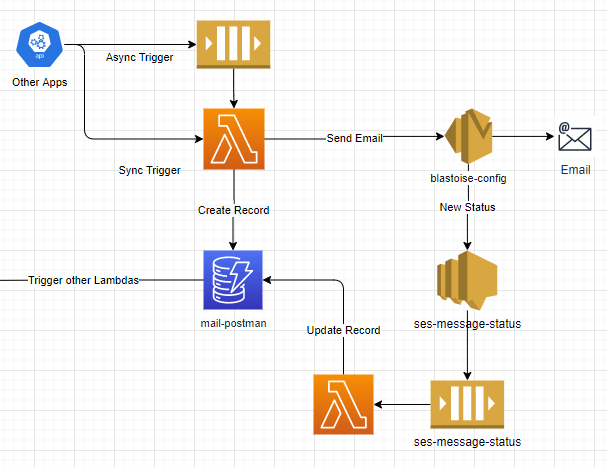 api
Other Apps
Async Trigger
Sync Trigger
Send Email
@
Email
blastoise-config
New Status
Create Record
Trigger other Lambdas
mail-postman
ses-message-status
Update Record
ses-message-status